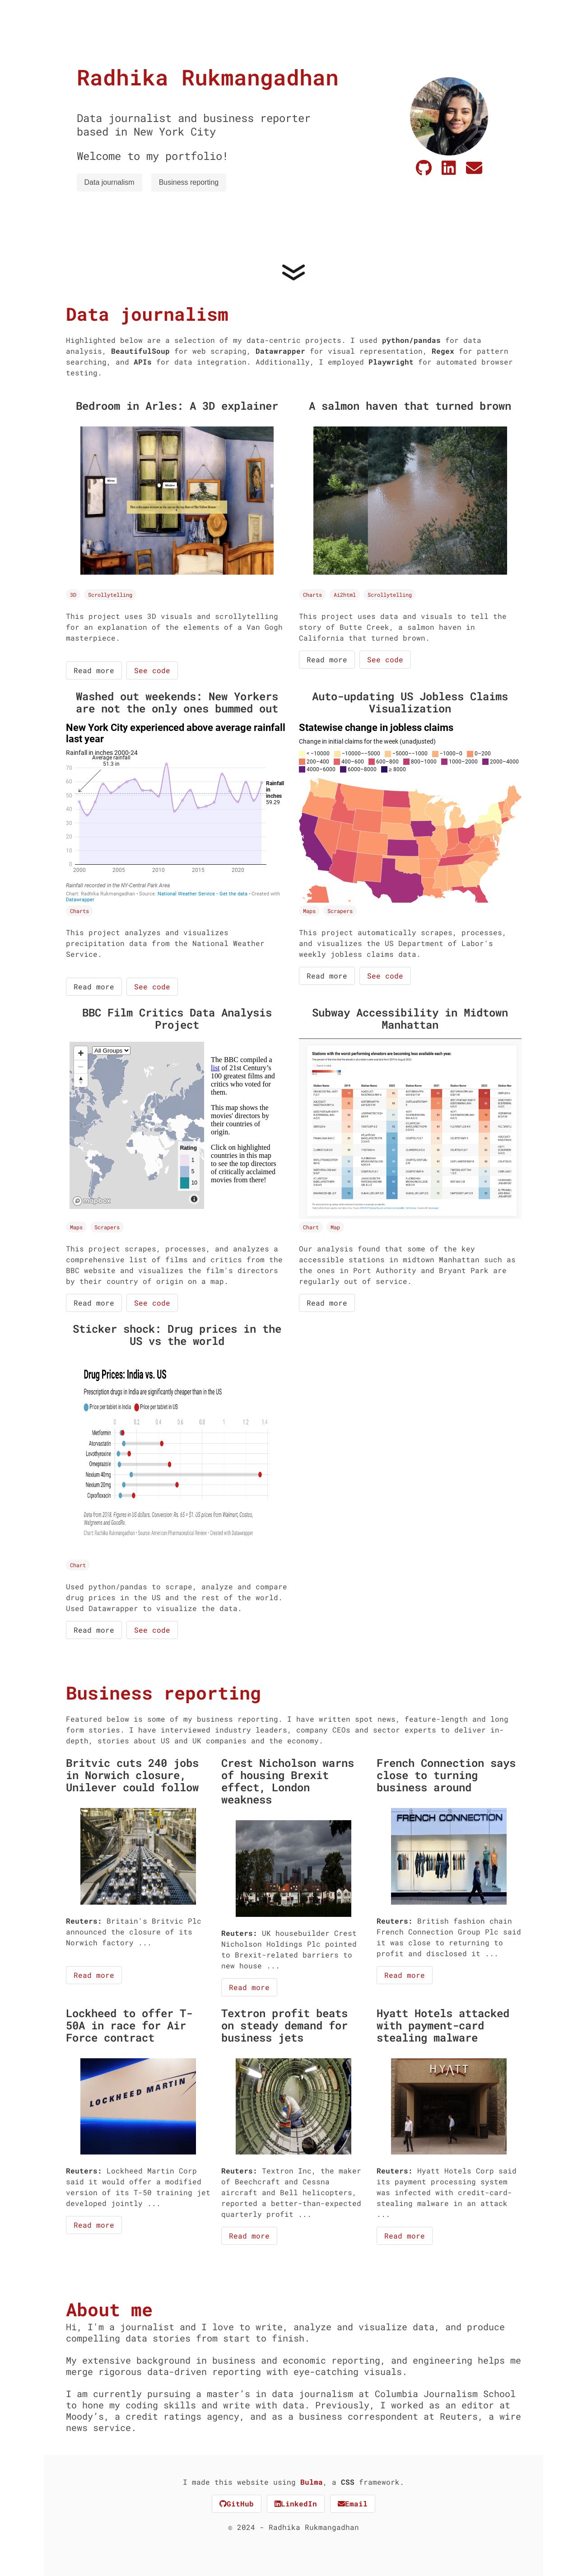 Radhika Rukmangadhan
Data journalist and business reporter
based in New York City
Welcome to my portfolio!
Data journalism
Business reporting
Data journalism
Highlighted below are a selection of my data-centric projects. I used python/pandas for data
analysis, BeautifulSoup for web scraping, Datawrapper for visual representation, Regex for pattern
searching, and APIs for data integration. Additionally, I employed Playwright for automated browser
testing.
Bedroom in Arles: A 3D explainer
3D
Scrollytelling
This project uses 3D visuals and scrollytelling
for an explanation of the elements of a Van Gogh
masterpiece.
Read more
See code
A salmon haven that turned brown
Charts
Ai2html
Scrollytelling
This project uses data and visuals to tell the
story of Butte Creek, a salmon haven in
California that turned brown.
Read more
See code
Washed out weekends: New Yorkers
are not the only ones bummed out
New York City experienced above average rainfall
last year
Rainfall in inches 2000-24
Average rainfall
51.3 in
70
60
50
40
30
20
10
0
2000
2005
2010
2015
2020
Rainfall
in
inches
59.29
Rainfall recorded in the NY-Central Park Area
Chart: Radhika Rukmangadhan • Source: National Weather Service • Get the data • Created with
Datawrapper
Charts
This project analyzes and visualizes
precipitation data from the National Weather
Service.
Read more
See code
Auto-updating US Jobless Claims
Visualization
Statewise change in jobless claims
Change in initial claims for the week (unadjusted)
< −10000
−10000–−5000
−5000–−1000
−1000–0
0–200
200–400
400–600
600–800
800–1000
1000–2000
2000–4000
4000–6000
6000–8000
≥ 8000
Maps
Scrapers
This project automatically scrapes, processes,
and visualizes the US Department of Labor's
weekly jobless claims data.
Read more
See code
BBC Film Critics Data Analysis
Project
All Groups
The BBC compiled a
list of 21st Century's
100 greatest films and
critics who voted for
them.
This map shows the
movies' directors by
their countries of
origin.
Click on highlighted
countries in this map
to see the top directors
of critically acclaimed
movies from there!
Rating
1
5
10
mapbox
Maps
Scrapers
This project scrapes, processes, and analyzes a
comprehensive list of films and critics from the
BBC website and visualizes the film's directors
by their country of origin on a map.
Read more
See code
Subway Accessibility in Midtown
Manhattan
Stations with the worst performing elevators are becoming less available each year.
Chart
Map
Our analysis found that some of the key
accessible stations in midtown Manhattan such as
the ones in Port Authority and Bryant Park are
regularly out of service.
Read more
Sticker shock: Drug prices in the
US vs the world
Drug Prices: India vs. US
Prescription drugs in India are significantly cheaper than in the US
Price per tablet in India
Price per tablet in US
0
0.2
0.4
0.6
0.8
1
1.2
1.4
Metformin
Atorvastatin
Levothyroxine
Omeprazole
Nexium 40mg
Nexium 20mg
Ciprofloxacin
Data from 2018. Figures in US dollars. Conversion: Rs. 65 = $1. US prices from Walmart, Costco,
Walgreens and GoodRx.
Chart: Radhika Rukmangadhan • Source: American Pharmaceutical Review • Created with Datawrapper
Chart
Used python/pandas to scrape, analyze and compare
drug prices in the US and the rest of the world.
Used Datawrapper to visualize the data.
Read more
See code
Business reporting
Featured below is some of my business reporting. I have written spot news, feature-length and long
form stories. I have interviewed industry leaders, company CEOs and sector experts to deliver in-
depth, stories about US and UK companies and the economy.
Britvic cuts 240 jobs
in Norwich closure,
Unilever could follow
Reuters: Britain's Britvic Plc
announced the closure of its
Norwich factory ...
Read more
Crest Nicholson warns
of housing Brexit
effect, London
weakness
Reuters: UK housebuilder Crest
Nicholson Holdings Plc pointed
to Brexit-related barriers to
new house ...
Read more
French Connection says
close to turning
business around
FRENCH CONNECTION
Reuters: British fashion chain
French Connection Group Plc said
it was close to returning to
profit and disclosed it ...
Read more
Lockheed to offer T-
50A in race for Air
Force contract
LOCKHEED MARTIN
Reuters: Lockheed Martin Corp
said it would offer a modified
version of its T-50 training jet
developed jointly ...
Read more
Textron profit beats
on steady demand for
business jets
Reuters: Textron Inc, the maker
of Beechcraft and Cessna
aircraft and Bell helicopters,
reported a better-than-expected
quarterly profit ...
Read more
Hyatt Hotels attacked
with payment-card
stealing malware
HYATT
Reuters: Hyatt Hotels Corp said
its payment processing system
was infected with credit-card-
stealing malware in an attack
...
Read more
About me
Hi, I'm a journalist and I love to write, analyze and visualize data, and produce
compelling data stories from start to finish.
My extensive background in business and economic reporting, and engineering helps me
merge rigorous data-driven reporting with eye-catching visuals.
I am currently pursuing a master's in data journalism at Columbia Journalism School
to hone my coding skills and write with data. Previously, I worked as an editor at
Moody's, a credit ratings agency, and as a business correspondent at Reuters, a wire
news service.
I made this website using Bulma, a CSS framework.
GitHub
LinkedIn
Email
© 2024 - Radhika Rukmangadhan